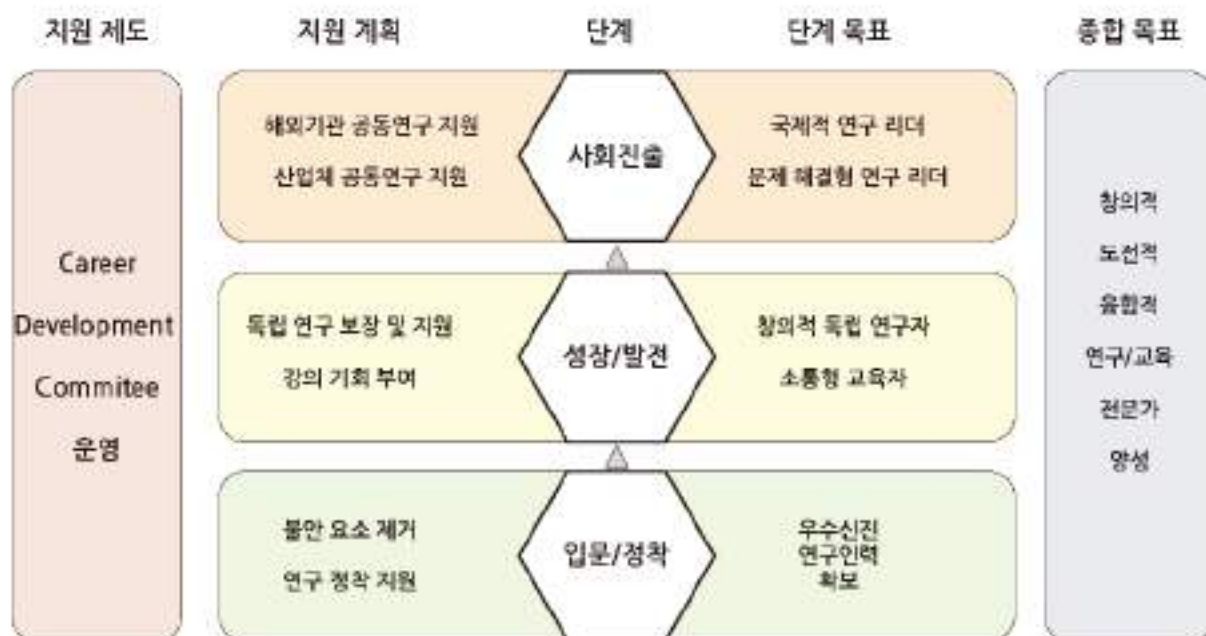 지원 제도
지원 계획
단계
단계 목표
종합 목표
Career
Development
Commitee
운영
해외기관 공동연구 지원
산업체 공동연구 지원
사회진출
국제적 연구 리더
문제 해결형 연구 리더
독립 연구 보장 및 지원
강의 기회 부여
성장/발전
창의적 독립 연구자
소통형 교육자
불안 요소 제거
연구 정착 지원
입문/정착
우수신진
연구인력
확보
창의적
도전적
융합적
연구/교육
전문가
양성